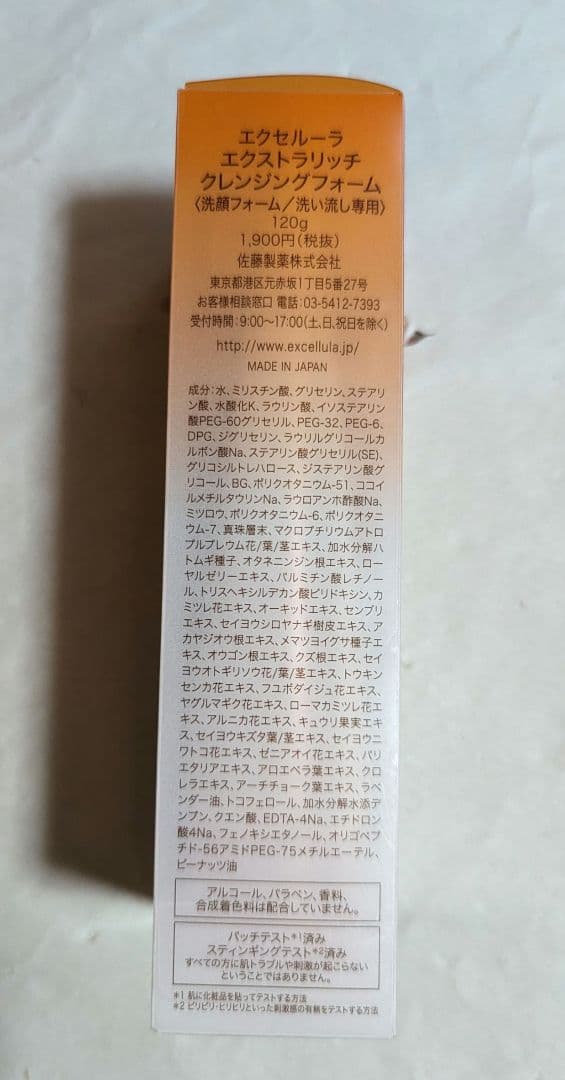 エクセルーラ
エクストラリッチ
クレンジングフォーム
〈洗顔フォーム／洗い流し専用〉
120g
1,900円(税抜)
佐藤製薬株式会社
東京都港区元赤坂1丁目5番27号
お客様相談窓口 電話:03-5412-7393
受付時間:9:00〜17:00(土、日、祝日を除く)
http://www.excellula.jp/
MADE IN JAPAN
成分:水、ミリスチン酸、グリセリン、ステアリ
ン酸、水酸化K、ラウリン酸、イソステアリン
酸PEG-60グリセリル、PEG-32、PEG-6、
DPG、ジグリセリン、ラウリルグリコールカ
ルボン酸Na、ステアリン酸グリセリル(SE)、
グリコシルトレハロース、ジステアリン酸グ
リコール、BG、ポリクオタニウム-51、ココイ
ルメチルタウリンNa、ラウロアンホ酢酸Na、
ミツロウ、ポリクオタニウム-6、ポリクオタニ
ウム-7、真珠層末、マクロプチリウムアトロ
プルプレウム花/葉/茎エキス、加水分解ハ
トムギ種子、オタネニンジン根エキス、ロー
ヤルゼリーエキス、パルミチン酸レチノー
ル、トリスヘキシルデカン酸ピリドキシン、カ
ミツレ花エキス、オーキッドエキス、センブリ
エキス、セイヨウシロヤナギ樹皮エキス、ア
カヤジオウ根エキス、メマツヨイグサ種子エ
キス、オウゴン根エキス、クズ根エキス、セイ
ヨウオトギリソウ花/葉/茎エキス、トウキン
センカ花エキス、フユボダイジュ花エキス、
ヤグルマギク花エキス、ローマカミツレ花エ
キス、アルニカ花エキス、キュウリ果実エキ
ス、セイヨウキズタ葉/茎エキス、セイヨウニ
ワトコ花エキス、ゼニアオイ花エキス、パリ
エタリアエキス、アロエベラ葉エキス、クロ
レラエキス、アーチチョーク葉エキス、ラベ
ンダー油、トコフェロール、加水分解水添デ
ンプン、クエン酸、EDTA-4Na、エチドロン
酸4Na、フェノキシエタノール、オリゴペプ
チド-56アミドPEG-75メチルエーテル、
ピーナッツ油
アルコール、パラベン、香料、
合成着色料は配合していません。
パッチテスト*1済み
スティンギングテスト*2済み
すべての方に肌トラブルや刺激が起こらない
ということではありません。
*1 肌に化粧品を貼ってテストする方法
*2 ピリピリ・ヒリヒリといった刺激感の有無をテストする方法